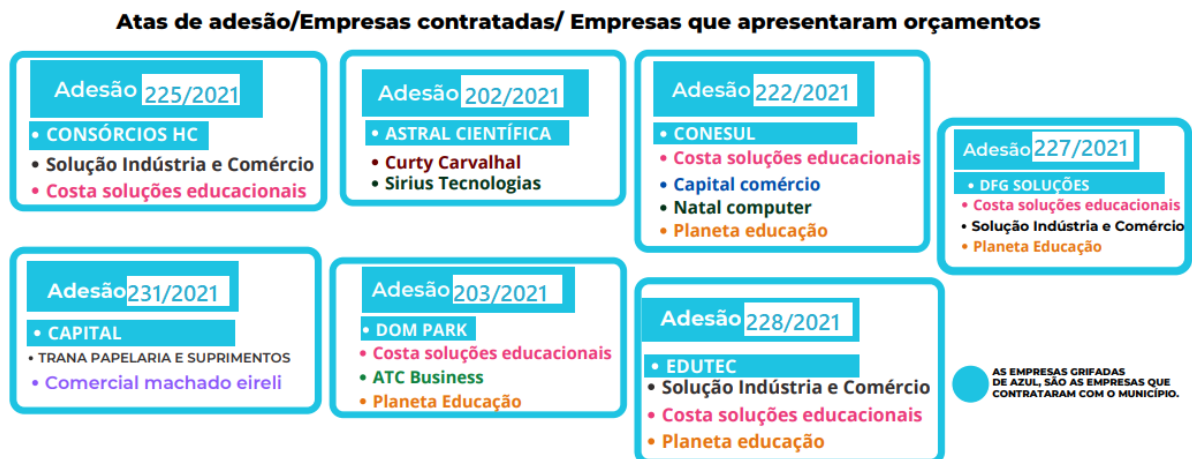 Atas de adesão/Empresas contratadas/ Empresas que apresentaram orçamentos
Adesão 225/2021
• CONSÓRCIOS HC
• Solução Indústria e Comércio
• Costa soluções educacionais
Adesão 202/2021
• ASTRAL CIENTÍFICA
• Curty Carvalhal
• Sirius Tecnologias
Adesão 222/2021
• CONESUL
• Costa soluções educacionais
• Capital comércio
• Natal computer
• Planeta educação
Adesão 227/2021
• DFG SOLUÇÕES
• Costa soluções educacionais
• Solução Indústria e Comércio
• Planeta Educação
Adesão 231/2021
• CAPITAL
• TRANA PAPELARIA E SUPRIMENTOS
• Comercial machado eireli
Adesão 203/2021
• DOM PARK
• Costa soluções educacionais
• ATC Business
• Planeta Educação
Adesão 228/2021
• EDUTEC
• Solução Indústria e Comércio
• Costa soluções educacionais
• Planeta educação
AS EMPRESAS GRIFADAS
DE AZUL, SÃO AS EMPRESAS QUE
CONTRATARAM COM O MUNICÍPIO.